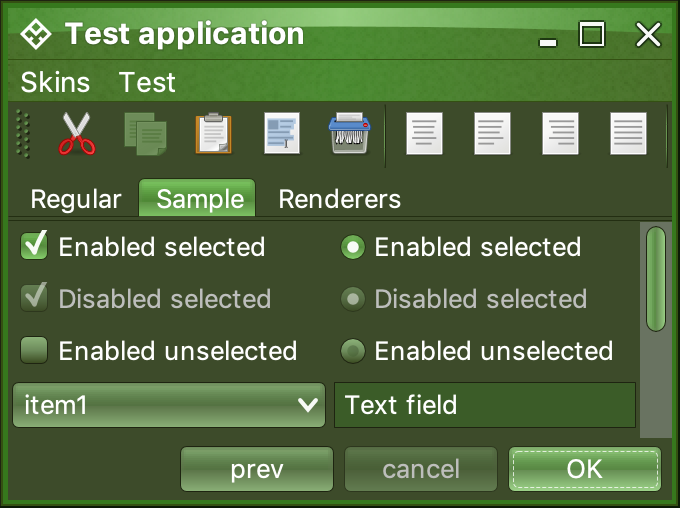 Test application
Skins Test
Regular Sample Renderers
Enabled selected Enabled selected
Disabled selected Disabled selected
Enabled unselected Enabled unselected
item1 Text field
prev cancel OK